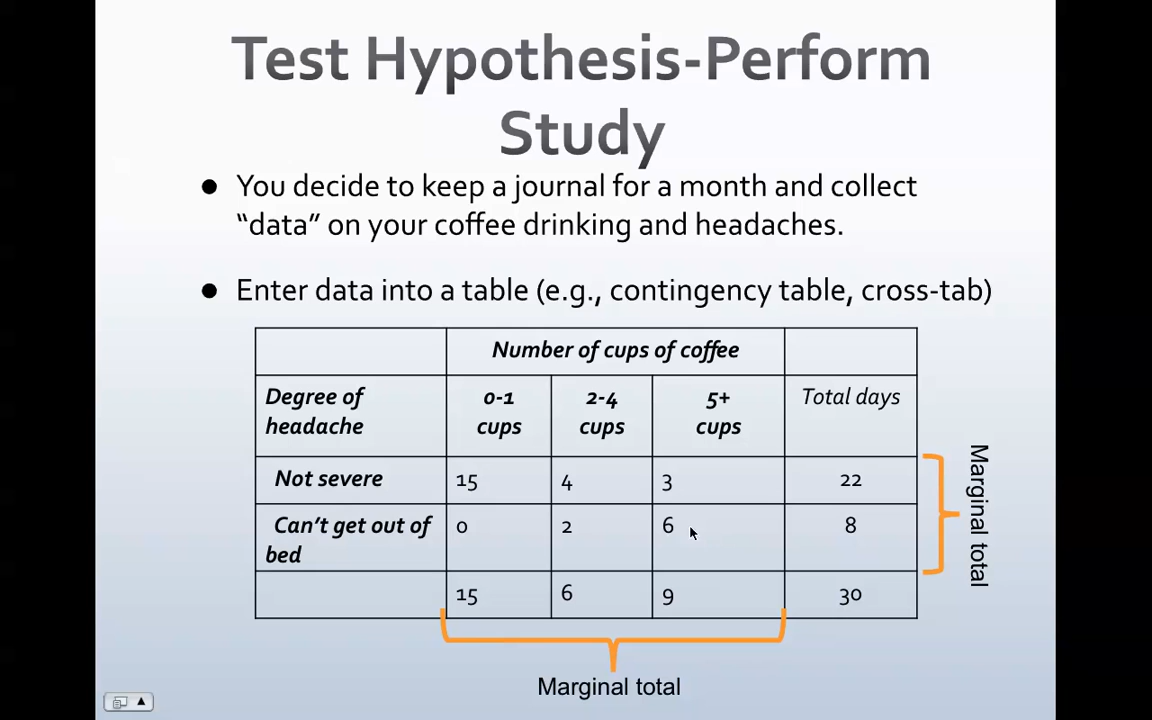 Test Hypothesis-Perform
Study
● You decide to keep a journal for a month and collect
“data” on your coffee drinking and headaches.
● Enter data into a table (e.g., contingency table, cross-tab)
Number of cups of coffee
Degree of headache 0-1 cups 2-4 cups 5+ cups Total days
Not severe 15 4 3 22
Can’t get out of bed 0 2 6 8
15 6 9 30
Marginal total
Marginal total